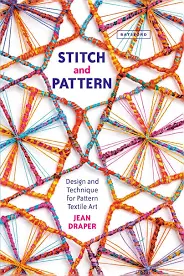 BATSFORD
STITCH
and
PATTERN
Design and
Technique
for Pattern
Textile Art
JEAN
DRAPER